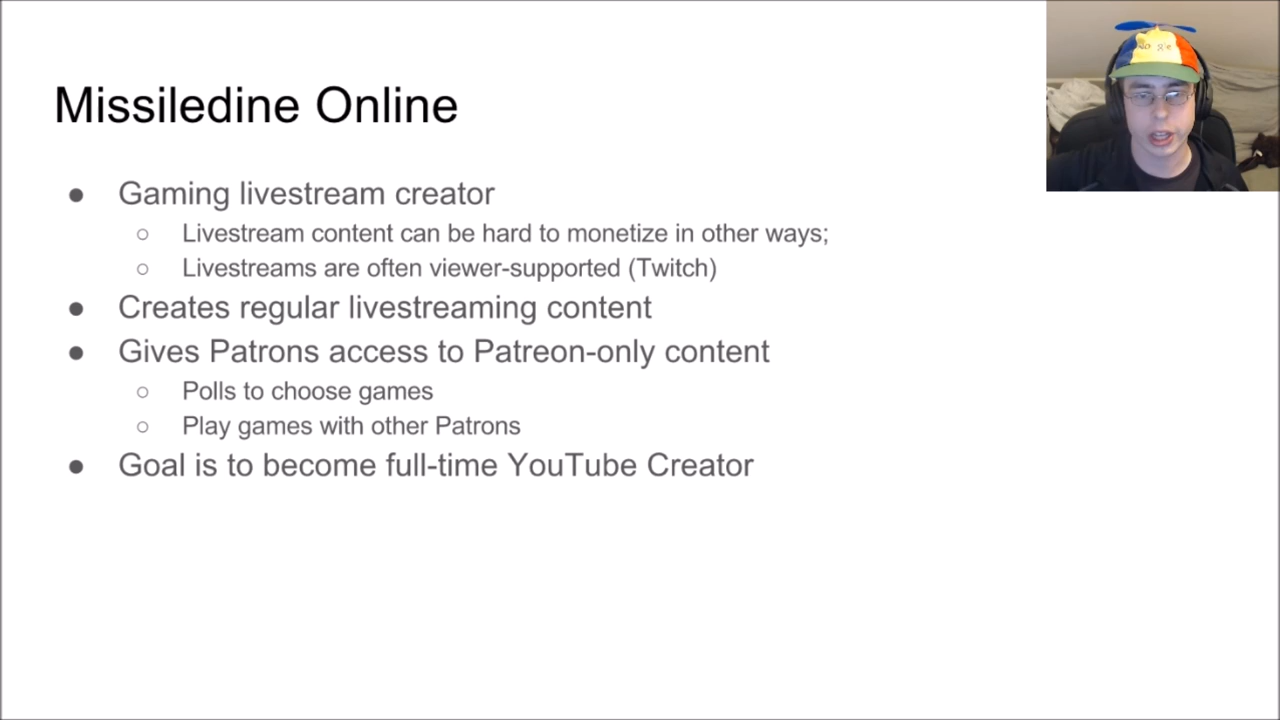 Missiledine Online
● Gaming livestream creator
○ Livestream content can be hard to monetize in other ways;
○ Livestreams are often viewer-supported (Twitch)
● Creates regular livestreaming content
● Gives Patrons access to Patreon-only content
○ Polls to choose games
○ Play games with other Patrons
● Goal is to become full-time YouTube Creator